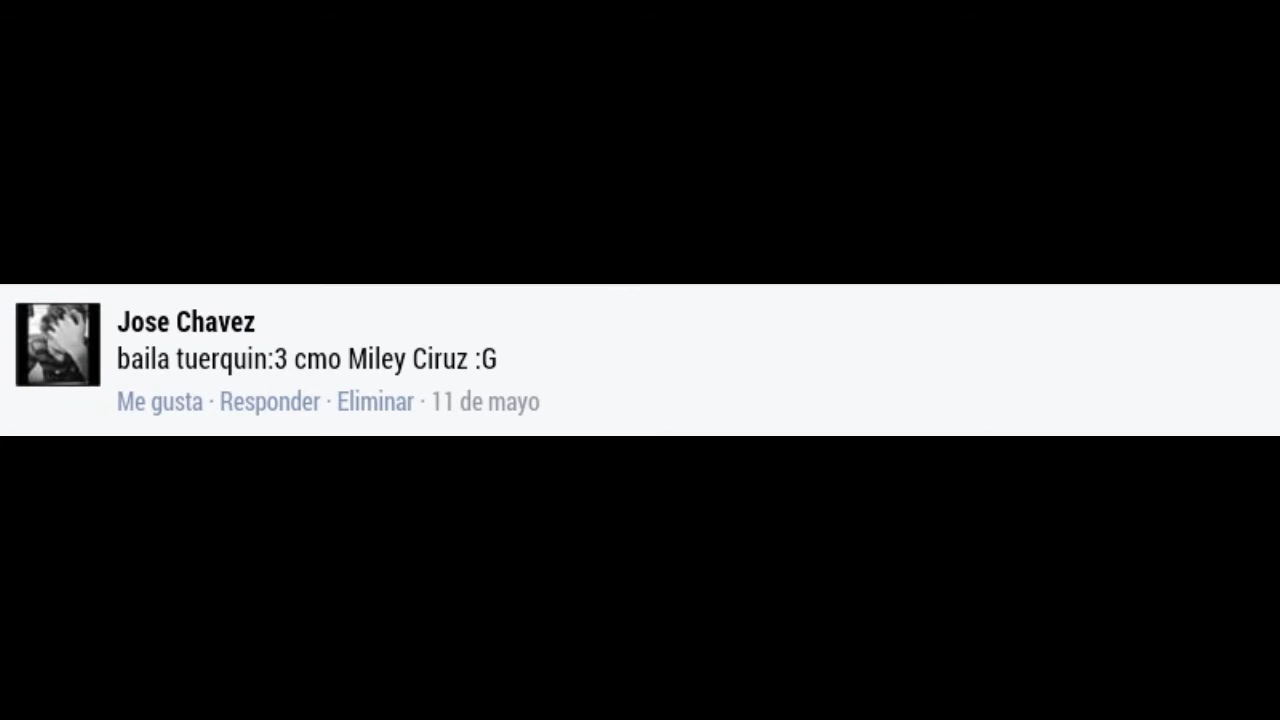 Jose Chavez
baila tuerquin:3 cmo Miley Ciruz :G
Me gusta · Responder · Eliminar · 11 de mayo